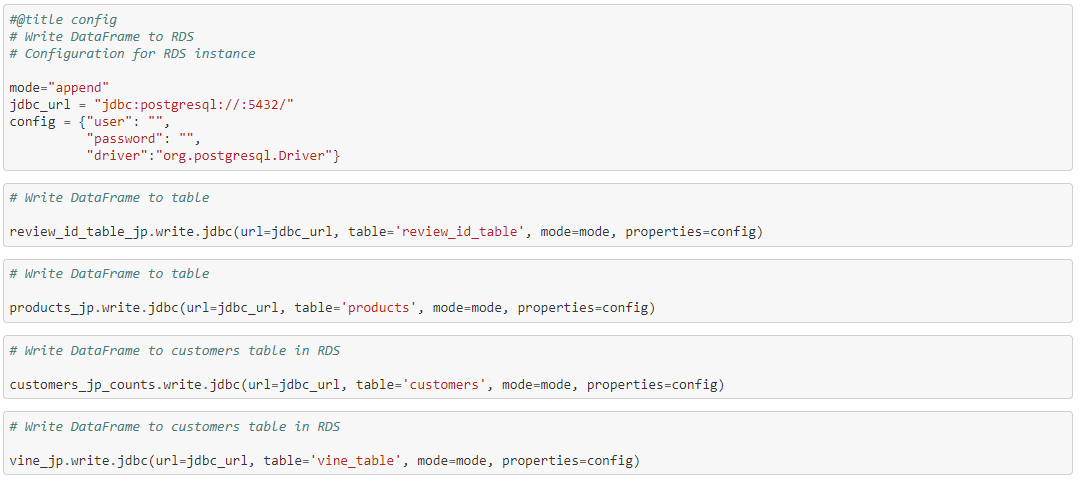 #@title config
# Write DataFrame to RDS
# Configuration for RDS instance
mode="append"
jdbc_url = "jdbc:postgresql://:5432/"
config = {"user": "",
"password": "",
"driver":"org.postgresql.Driver"}
# Write DataFrame to table
review_id_table_jp.write.jdbc(url=jdbc_url, table='review_id_table', mode=mode, properties=config)
# Write DataFrame to table
products_jp.write.jdbc(url=jdbc_url, table='products', mode=mode, properties=config)
# Write DataFrame to customers table in RDS
customers_jp_counts.write.jdbc(url=jdbc_url, table='customers', mode=mode, properties=config)
# Write DataFrame to customers table in RDS
vine_jp.write.jdbc(url=jdbc_url, table='vine_table', mode=mode, properties=config)